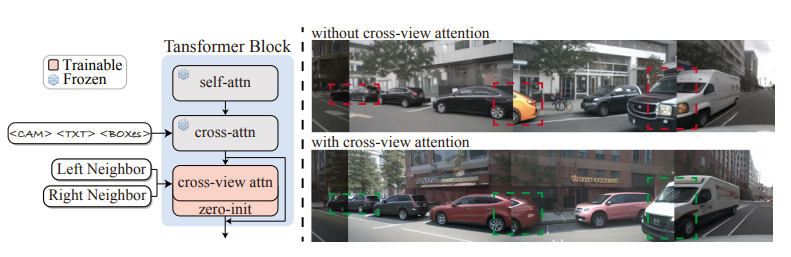 Tansformer Block
Trainable
Frozen
self-attn
<CAM> <TXT> <BOXes>
cross-attn
Left Neighbor
Right Neighbor
cross-view attn
zero-init
without cross-view attention
with cross-view attention